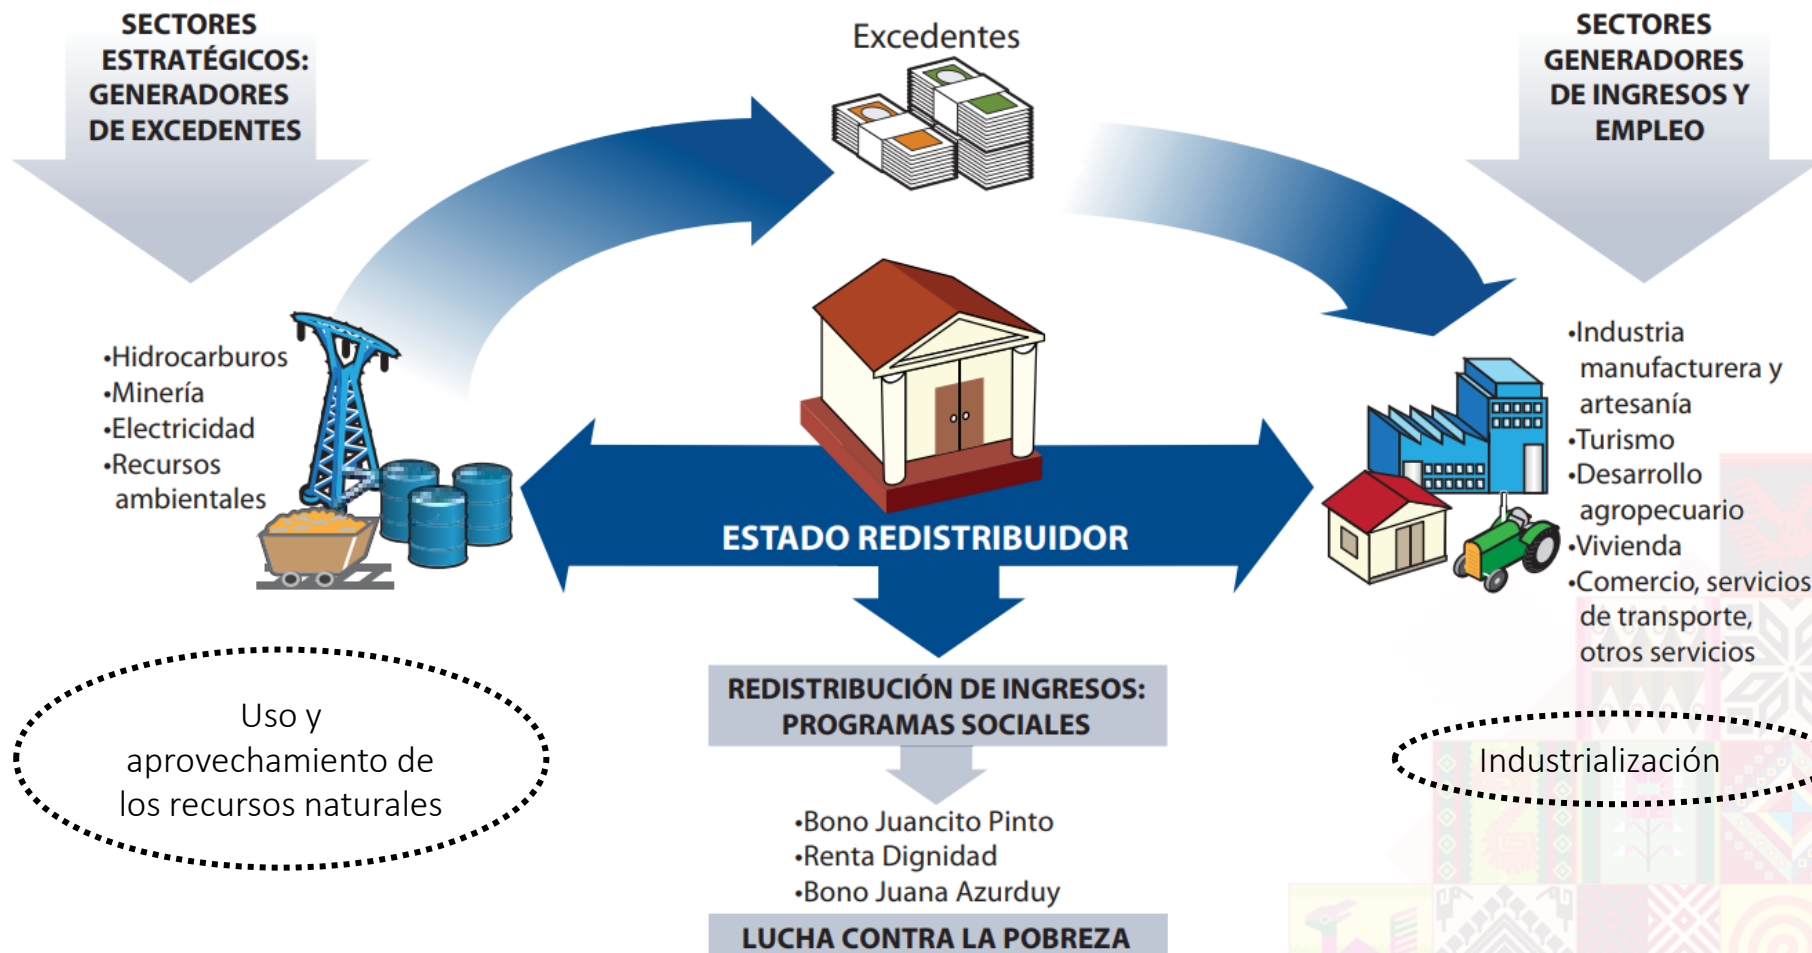 SECTORES
ESTRATÉGICOS:
GENERADORES
DE EXCEDENTES
Excedentes
SECTORES
GENERADORES
DE INGRESOS Y
EMPLEO
•Hidrocarburos
•Minería
•Electricidad
•Recursos
ambientales
ESTADO REDISTRIBUIDOR
•Industria
manufacturera y
artesanía
•Turismo
•Desarrollo
agropecuario
•Vivienda
•Comercio, servicios
de transporte,
otros servicios
Uso y
aprovechamiento de
los recursos naturales
REDISTRIBUCIÓN DE INGRESOS:
PROGRAMAS SOCIALES
•Bono Juancito Pinto
•Renta Dignidad
•Bono Juana Azurduy
LUCHA CONTRA LA POBREZA
Industrialización